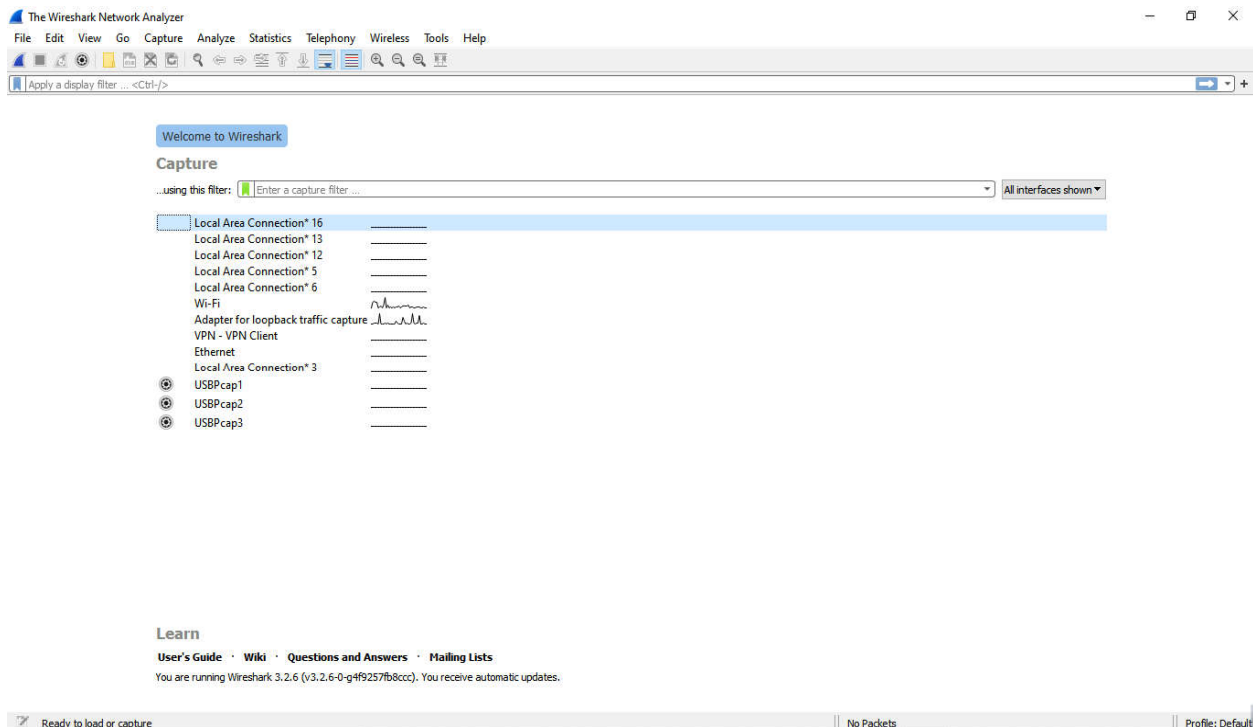 The Wireshark Network Analyzer
File Edit View Go Capture Analyze Statistics Telephony Wireless Tools Help
Apply a display filter ... <Ctrl-/>
+
Welcome to Wireshark
Capture
...using this filter: Enter a capture filter ... All interfaces shown
Local Area Connection* 16
Local Area Connection* 13
Local Area Connection* 12
Local Area Connection* 5
Local Area Connection* 6
Wi-Fi
Adapter for loopback traffic capture
VPN - VPN Client
Ethernet
Local Area Connection* 3
USBPcap1
USBPcap2
USBPcap3
Learn
User's Guide · Wiki · Questions and Answers · Mailing Lists
You are running Wireshark 3.2.6 (v3.2.6-0-g4f9257fb8ccc). You receive automatic updates.
Ready to load or capture No Packets Profile: Default